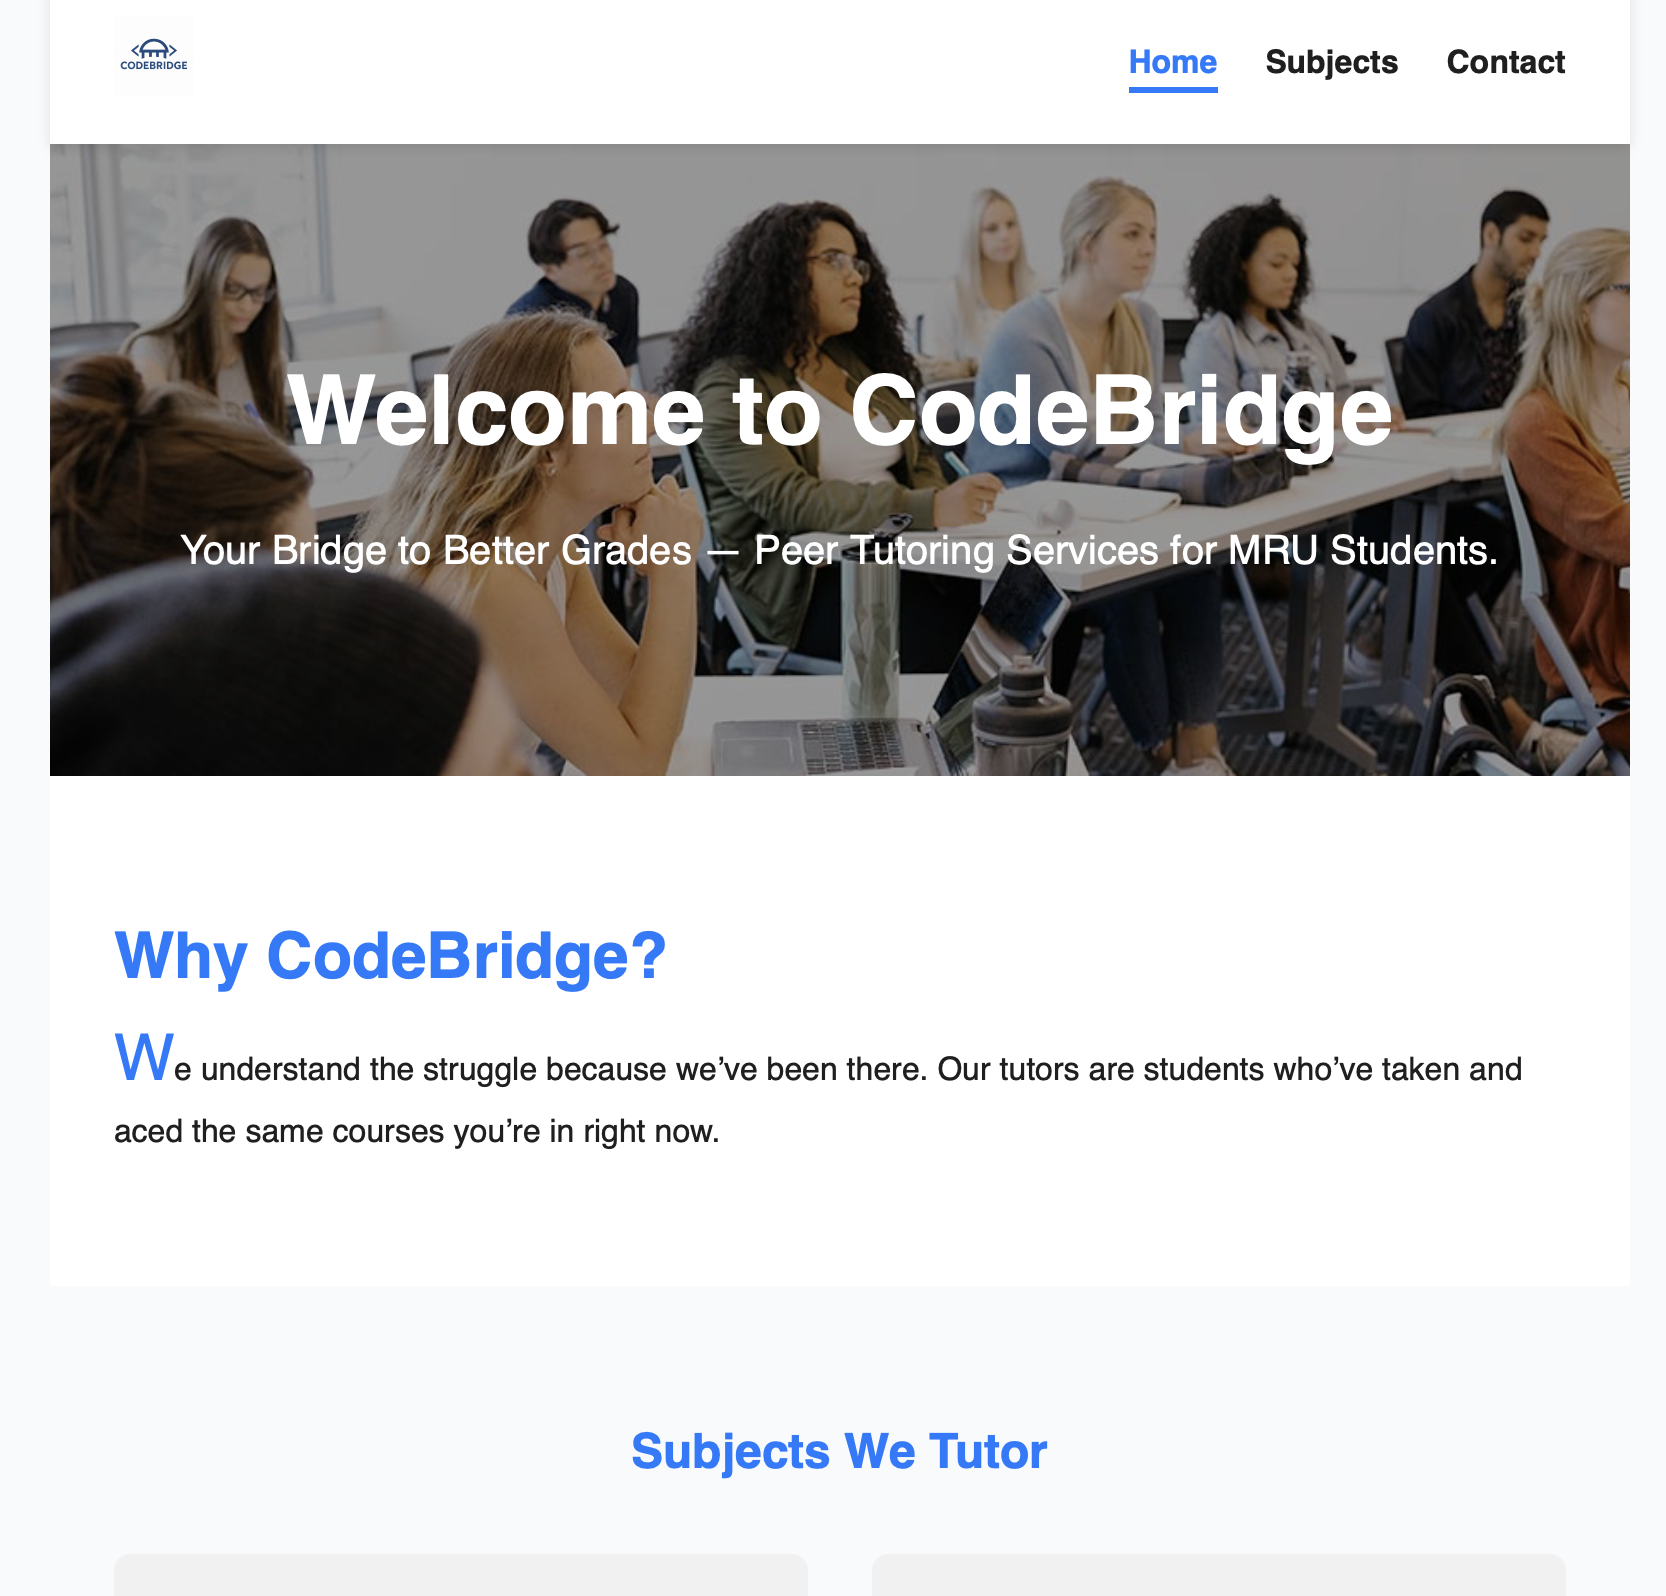 CODEBRIDGE
Home Subjects Contact
Welcome to CodeBridge
Your Bridge to Better Grades — Peer Tutoring Services for MRU Students.
Why CodeBridge?
We understand the struggle because we’ve been there. Our tutors are students who’ve taken and
aced the same courses you’re in right now.
Subjects We Tutor